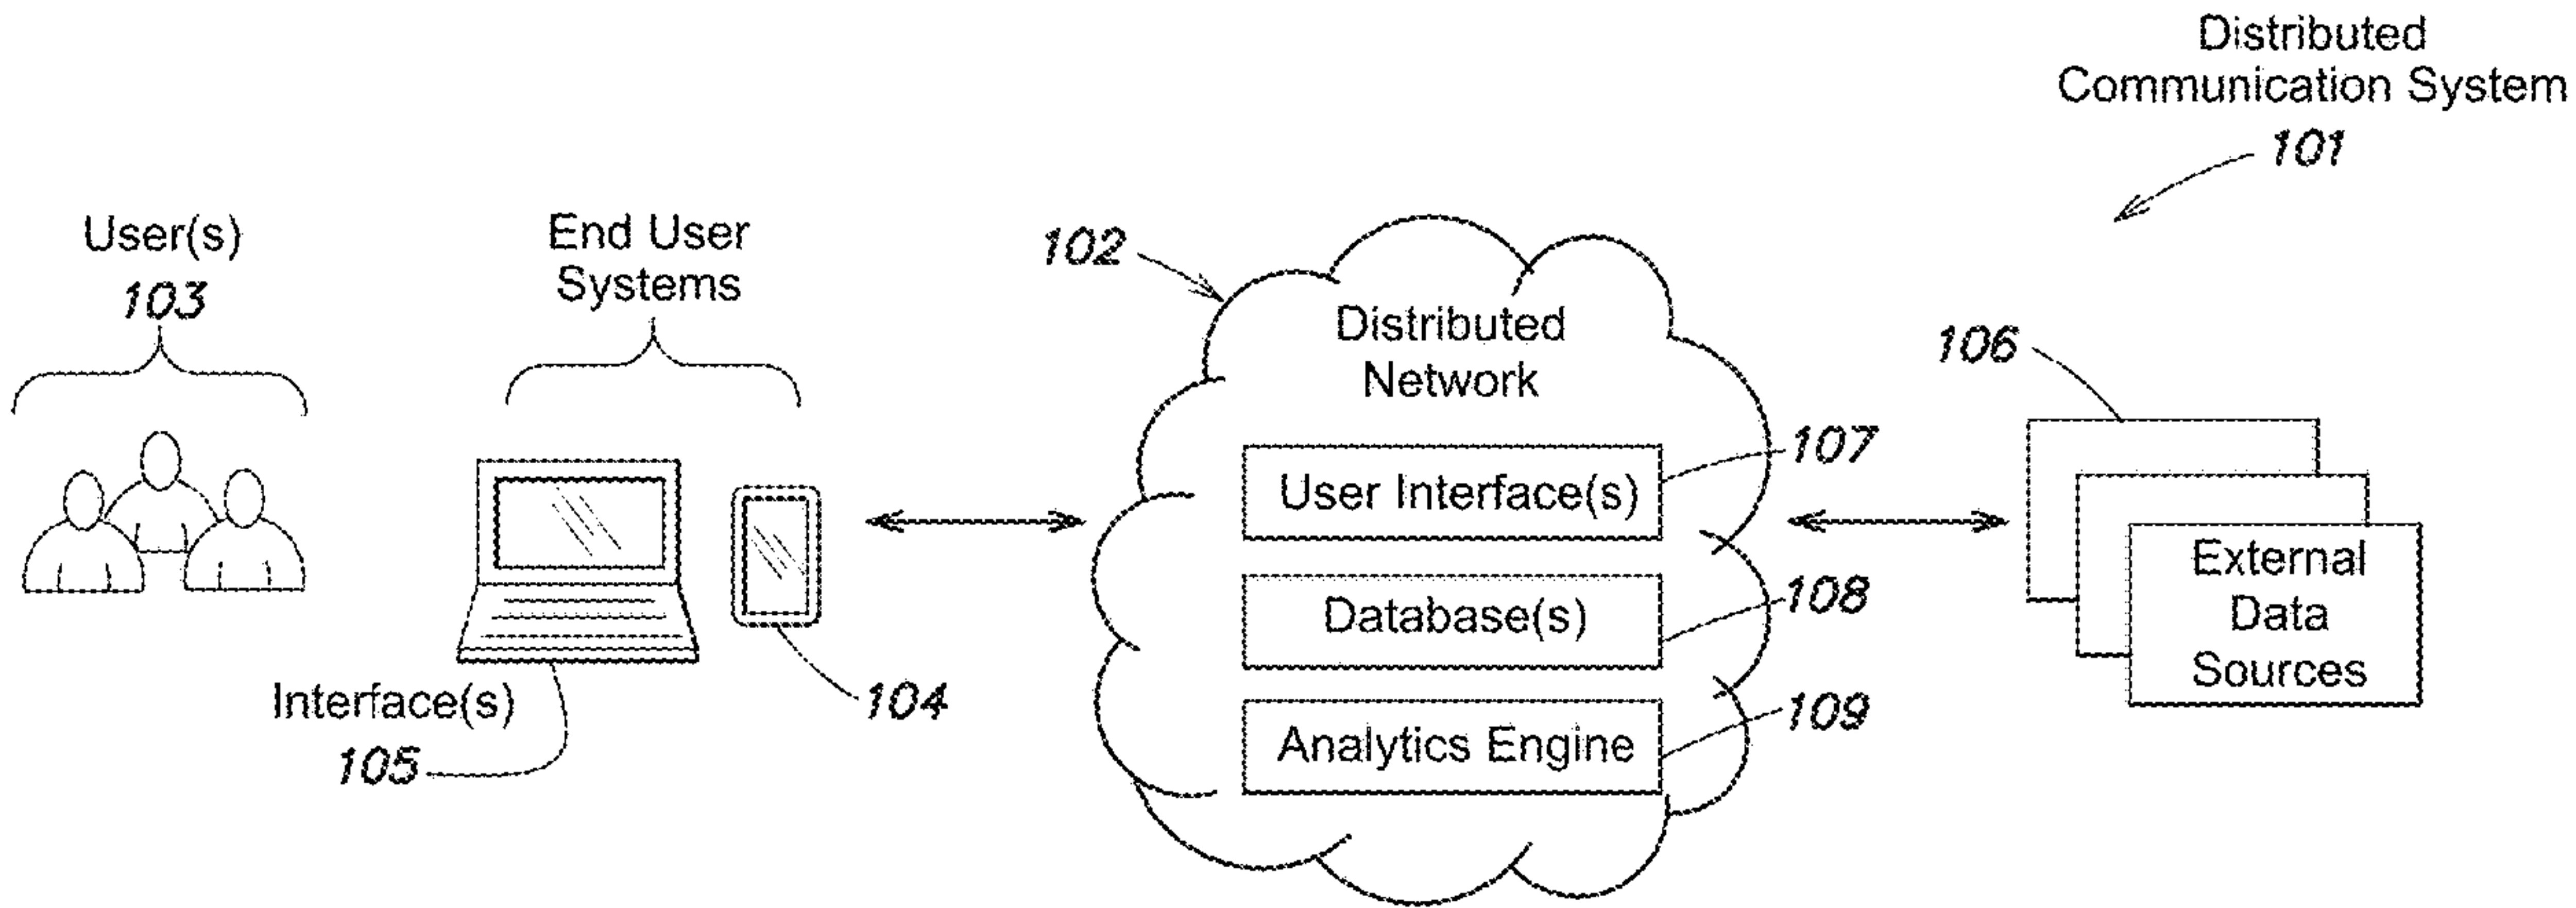 Distributed
Communication System
101
User(s)
103
End User
Systems
102
Distributed
Network
106
107
User Interface(s)
108
Database(s)
External
Data
Sources
Interface(s)
105
104
109
Analytics Engine